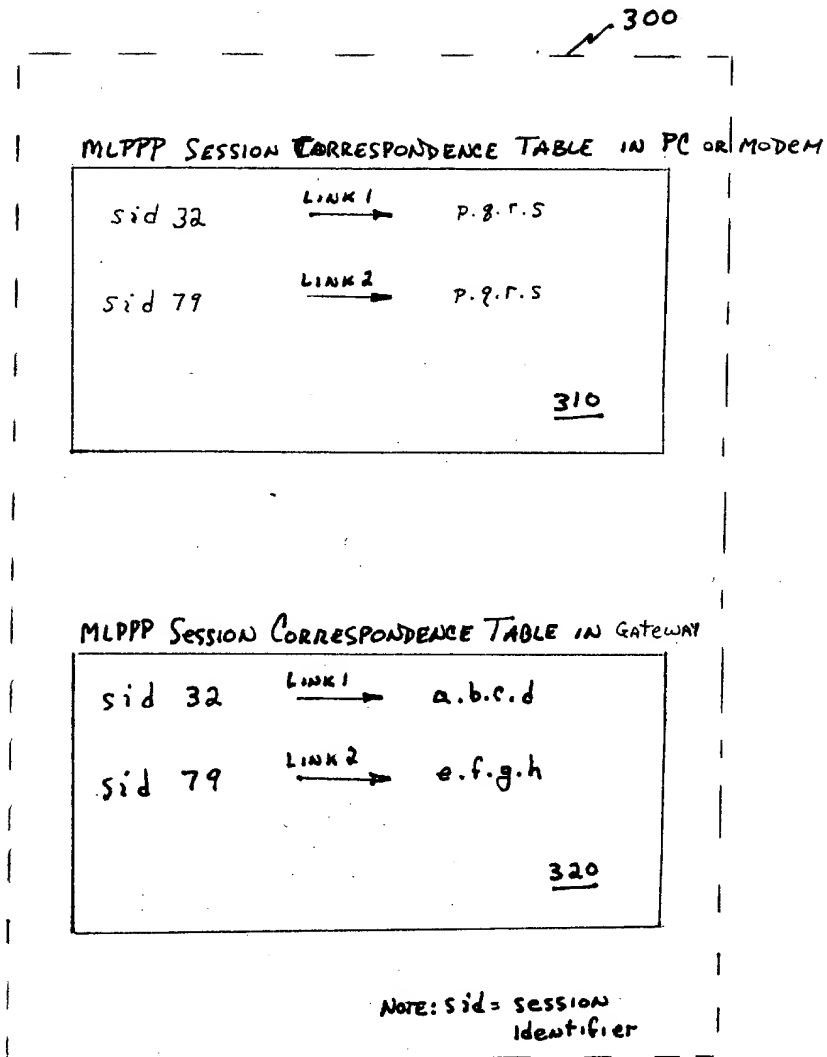 300
MLPPP SESSION CORRESPONDENCE TABLE IN PC OR MODEM
sid 32 LINK 1 p.q.r.s
sid 79 LINK 2 p.q.r.s
310
MLPPP SESSION CORRESPONDENCE TABLE IN GATEWAY
sid 32 LINK 1 a.b.c.d
sid 79 LINK 2 e.f.g.h
320
NOTE: sid = SESSION
Identifier